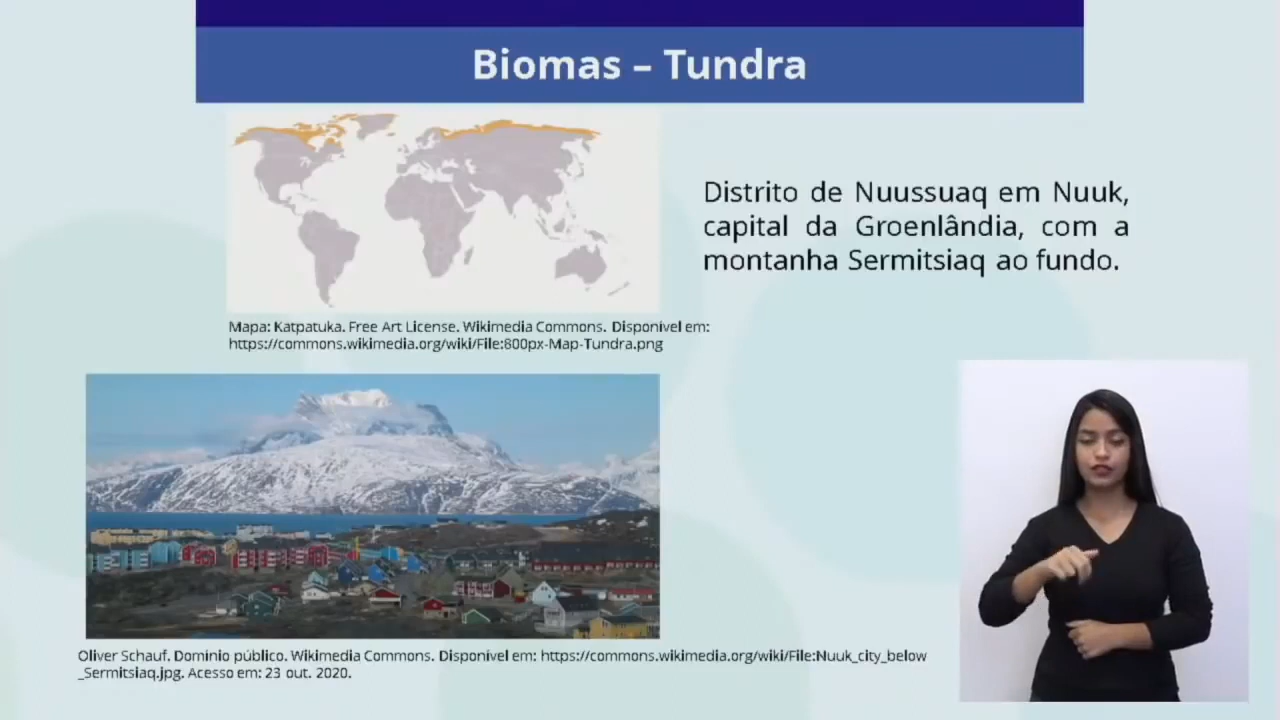 Biomas – Tundra
Distrito de Nuussuaq em Nuuk,
capital da Groenlândia, com a
montanha Sermitsiaq ao fundo.
Mapa: Katpatuka. Free Art License. Wikimedia Commons. Disponível em:
https://commons.wikimedia.org/wiki/File:800px-Map-Tundra.png
Oliver Schauf. Domínio público. Wikimedia Commons. Disponível em: https://commons.wikimedia.org/wiki/File:Nuuk_city_below
_Sermitsiaq.jpg. Acesso em: 23 out. 2020.